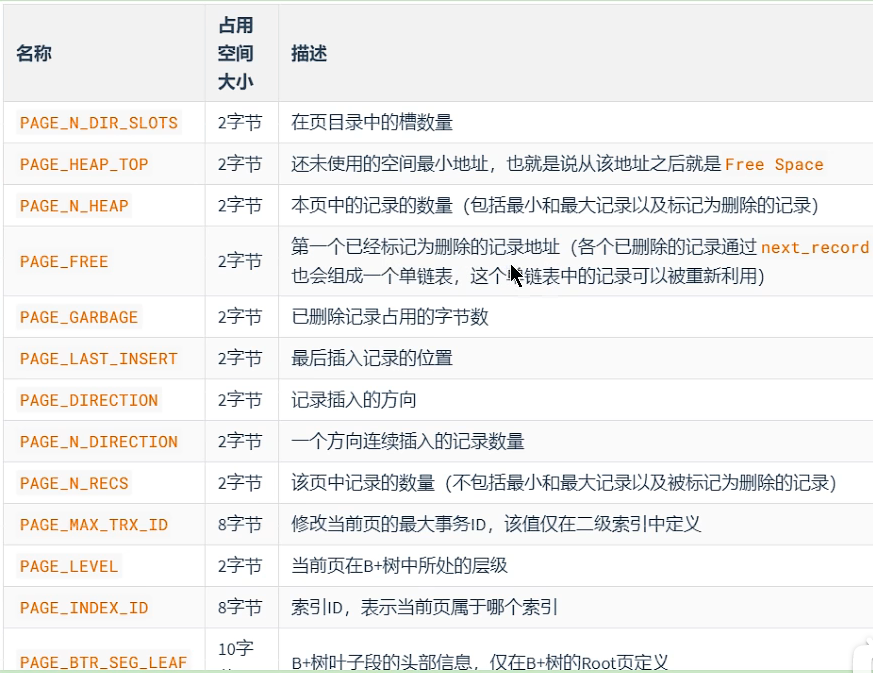 名称 占用空间大小 描述
PAGE_N_DIR_SLOTS 2字节 在页目录中的槽数量
PAGE_HEAP_TOP 2字节 还未使用的空间最小地址，也就是说从该地址之后就是 Free Space
PAGE_N_HEAP 2字节 本页中的记录的数量（包括最小和最大记录以及标记为删除的记录）
PAGE_FREE 2字节 第一个已经标记为删除的记录地址（各个已删除的记录通过 next_record
也会组成一个单链表，这个单链表中的记录可以被重新利用）
PAGE_GARBAGE 2字节 已删除记录占用的字节数
PAGE_LAST_INSERT 2字节 最后插入记录的位置
PAGE_DIRECTION 2字节 记录插入的方向
PAGE_N_DIRECTION 2字节 一个方向连续插入的记录数量
PAGE_N_RECS 2字节 该页中记录的数量（不包括最小和最大记录以及被标记为删除的记录）
PAGE_MAX_TRX_ID 8字节 修改当前页的最大事务ID，该值仅在二级索引中定义
PAGE_LEVEL 2字节 当前页在B+树中所处的层级
PAGE_INDEX_ID 8字节 索引ID，表示当前页属于哪个索引
PAGE_BTR_SEG_LEAF 10字 B+树叶子段的头部信息，仅在B+树的Root页定义